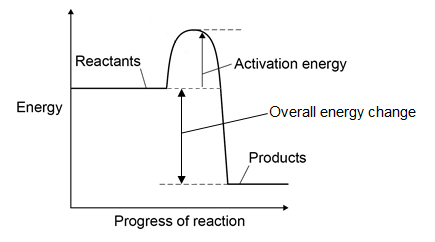 Reactants
Activation energy
Energy
Overall energy change
Products
Progress of reaction